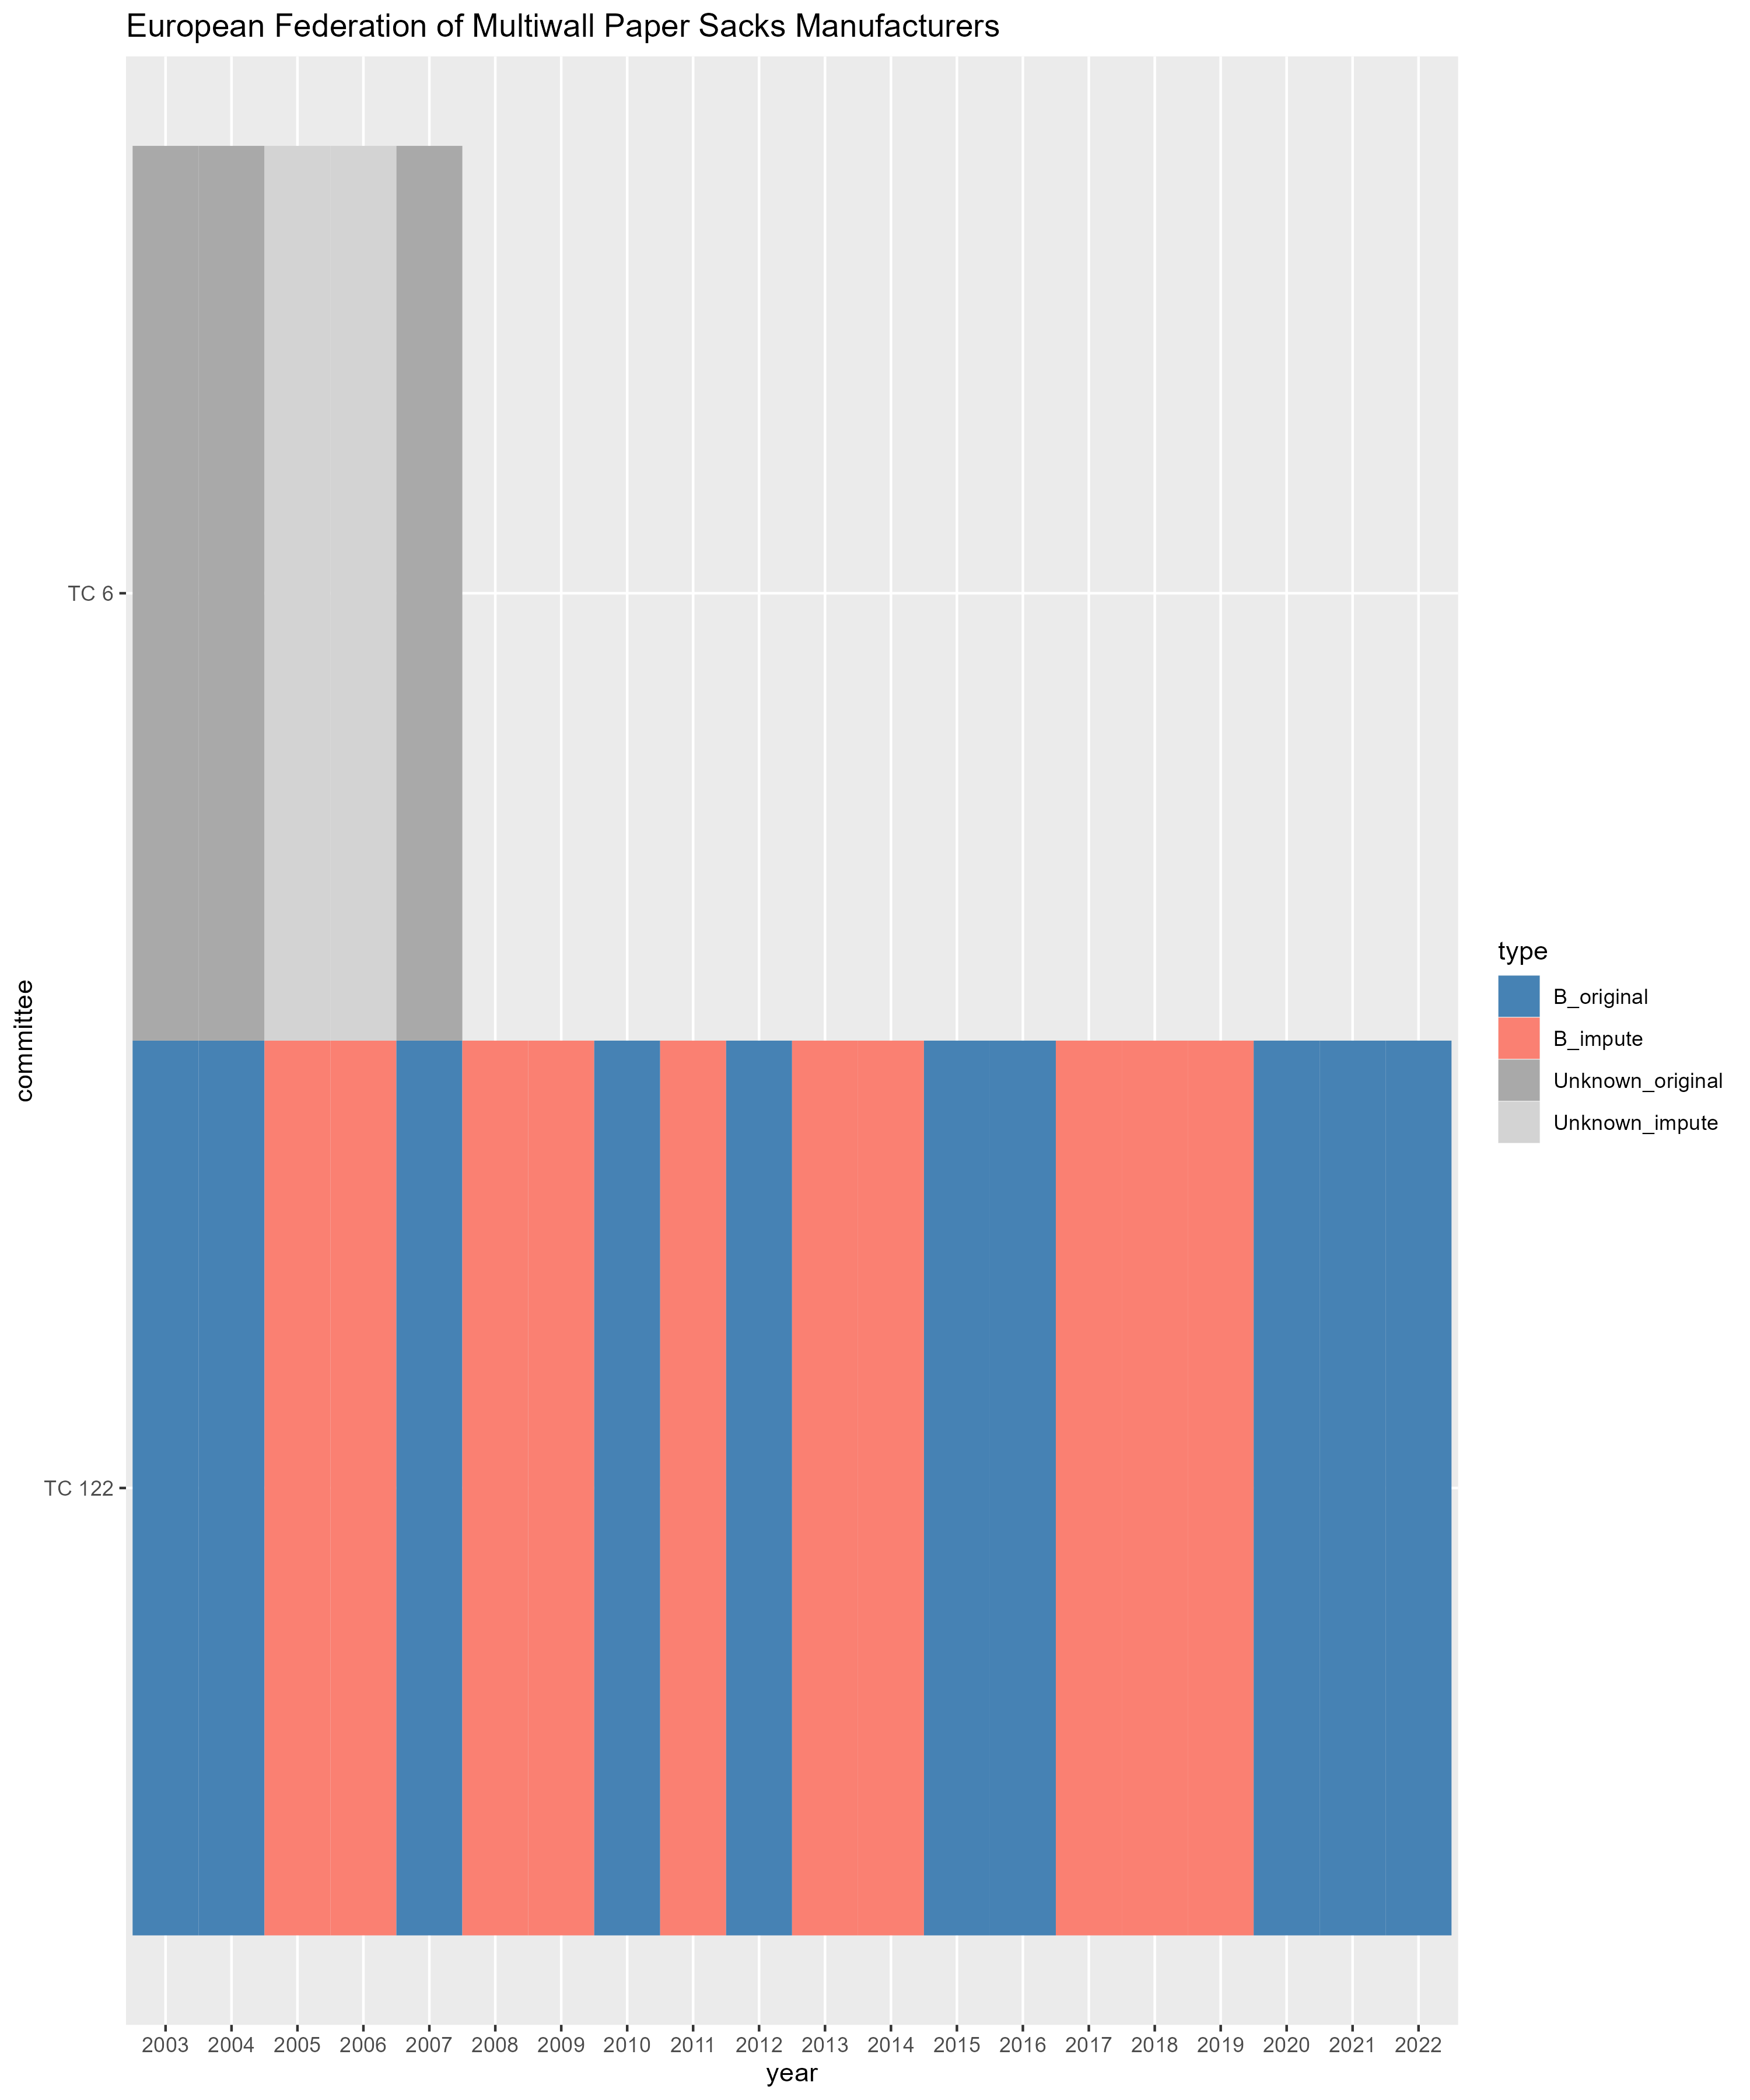 European Federation of Multiwall Paper Sacks Manufacturers
committee
TC 6
TC 122
2003 2004 2005 2006 2007 2008 2009 2010 2011 2012 2013 2014 2015 2016 2017 2018 2019 2020 2021 2022
year
type
B_original
B_impute
Unknown_original
Unknown_impute